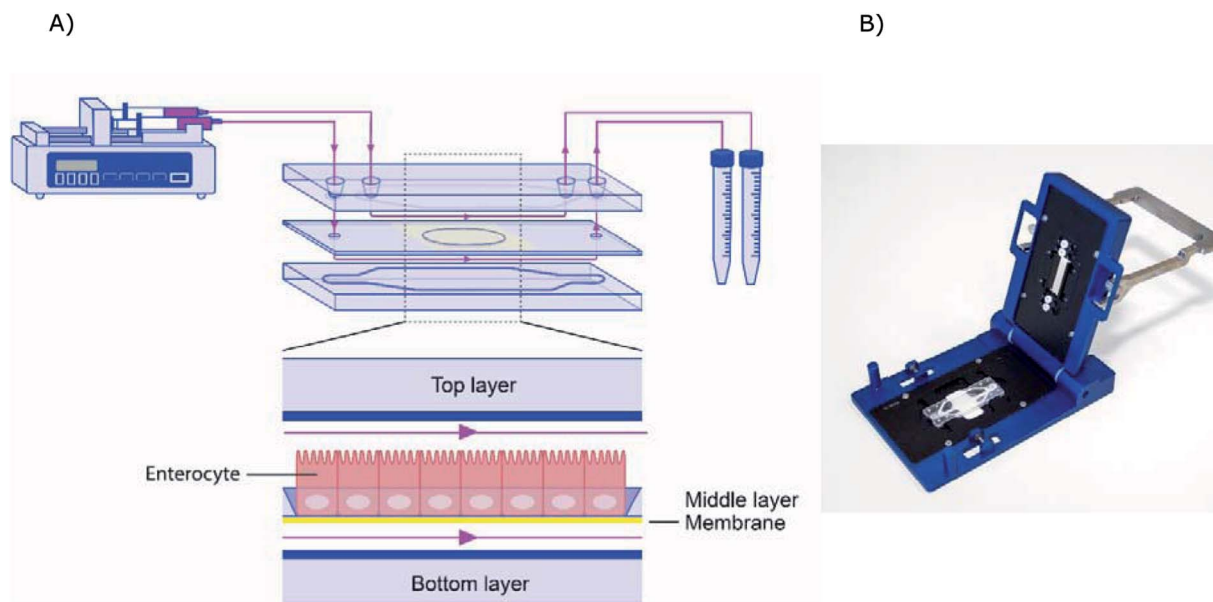 A)
B)
Top layer
Enterocyte
Middle layer
Membrane
Bottom layer